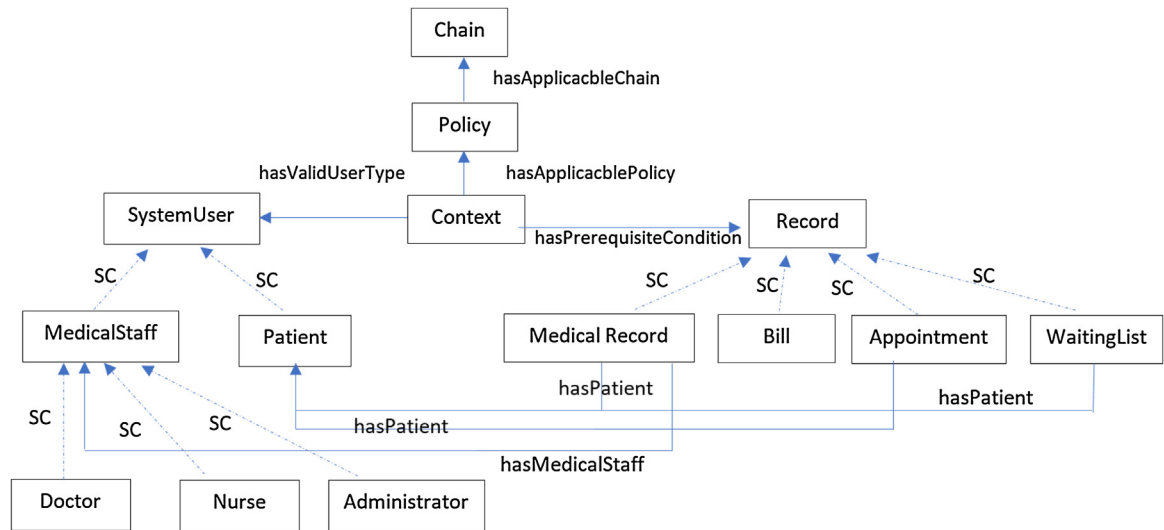 Chain
hasApplicacbleChain
Policy
hasValidUserType
hasApplicacblePolicy
SystemUser
Context
Record
hasPrerequisiteCondition
SC
SC
SC
SC
SC
SC
MedicalStaff
Patient
Medical Record
Bill
Appointment
WaitingList
hasPatient
hasPatient
SC
SC
SC
hasPatient
hasMedicalStaff
Doctor
Nurse
Administrator